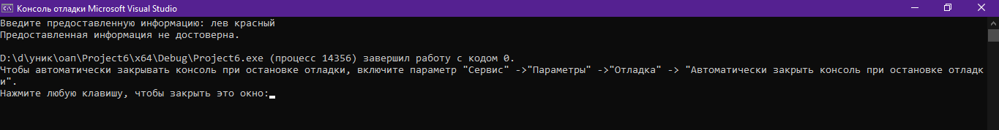 Консоль отладки Microsoft Visual Studio
Введите предоставленную информацию: лев красный
Предоставленная информация не достоверна.
D:\d\уник\оап\Project6\x64\Debug\Project6.exe (процесс 14356) завершил работу с кодом 0.
Чтобы автоматически закрывать консоль при остановке отладки, включите параметр "Сервис" ->"Параметры" ->"Отладка" -> "Автоматически закрыть консоль при остановке отладк
и".
Нажмите любую клавишу, чтобы закрыть это окно: